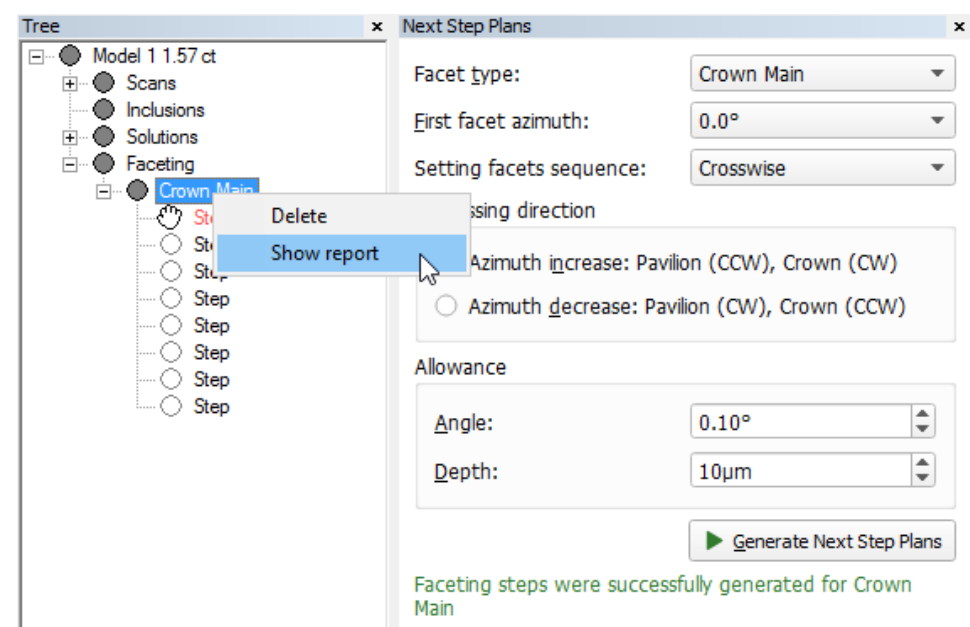 Tree
Model 1 1.57 ct
Scans
Inclusions
Solutions
Faceting
Crown Main
Delete
Show report
Step
Step
Step
Step
Step
Next Step Plans
Facet type: Crown Main
First facet azimuth: 0.0°
Setting facets sequence: Crosswise
direction
Azimuth increase: Pavilion (CCW), Crown (CW)
Azimuth decrease: Pavilion (CW), Crown (CCW)
Allowance
Angle: 0.10°
Depth: 10µm
Generate Next Step Plans
Faceting steps were successfully generated for Crown
Main